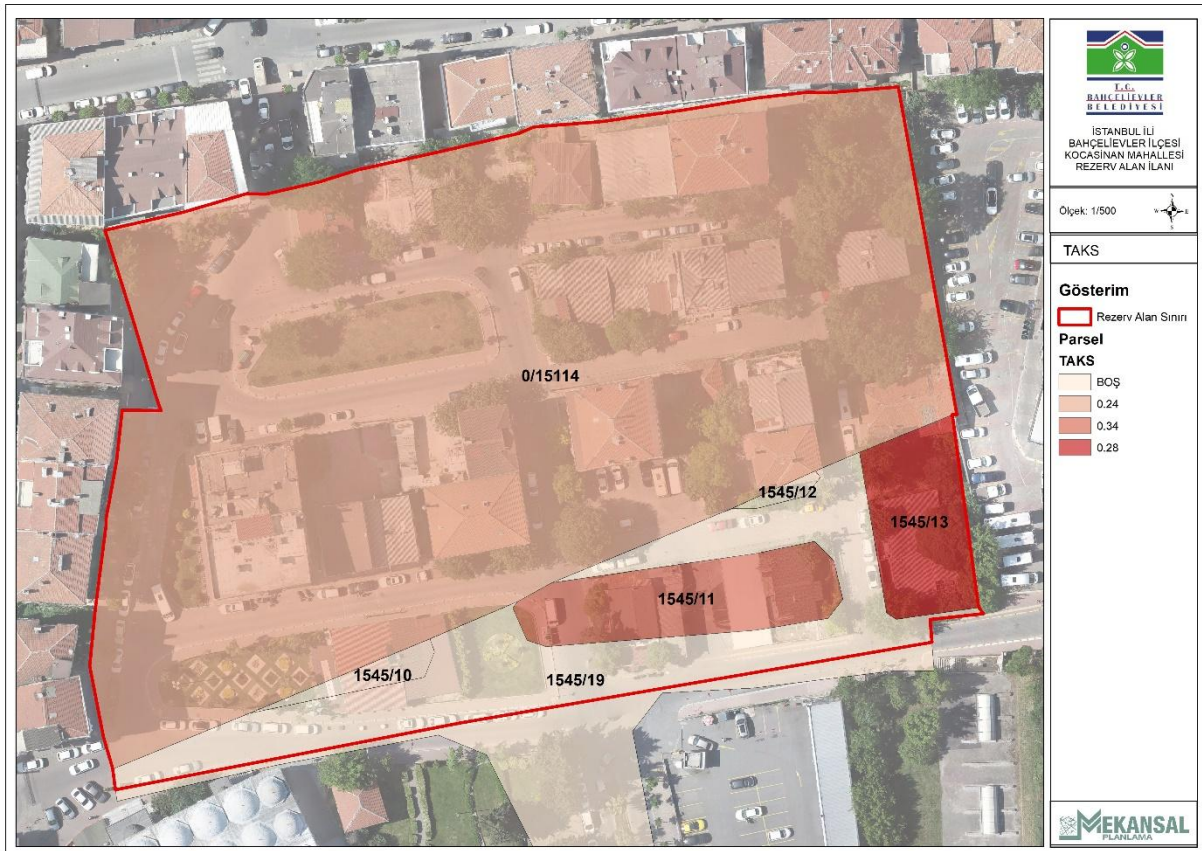 0/15114
1545/12
1545/13
1545/11
1545/10
1545/19
T.C.
BAHÇELİEVLER
BELEDİYESİ
İSTANBUL İLİ
BAHÇELİEVLER İLÇESİ
KOCASİNAN MAHALLESİ
REZERV ALAN İLANI
Ölçek: 1/500
N
W
E
S
TAKS
Gösterim
Rezerv Alan Sınırı
Parsel
TAKS
BOŞ
0.24
0.34
0.28
MEKANSAL
PLANLAMA